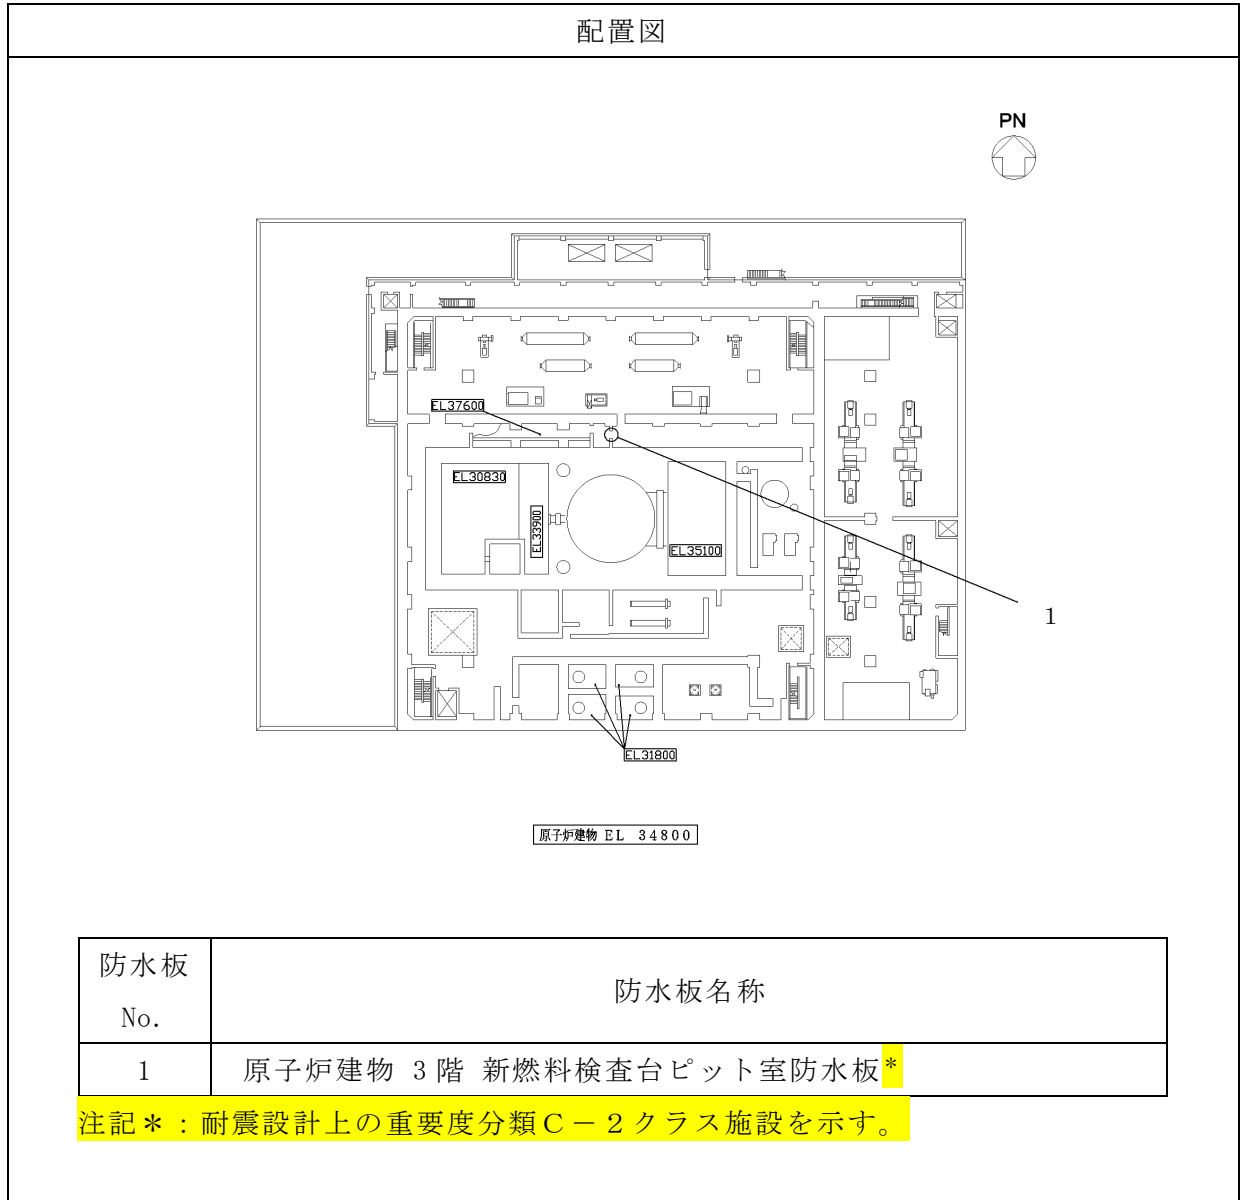 配置図
PN
EL37600
EL30830
EL33900
EL35100
1
EL31800
原子炉建物 EL 34800
防水板
No.
防水板名称
1
原子炉建物 3階 新燃料検査台ピット室防水板*
注記*:耐震設計上の重要度分類C-2クラス施設を示す。